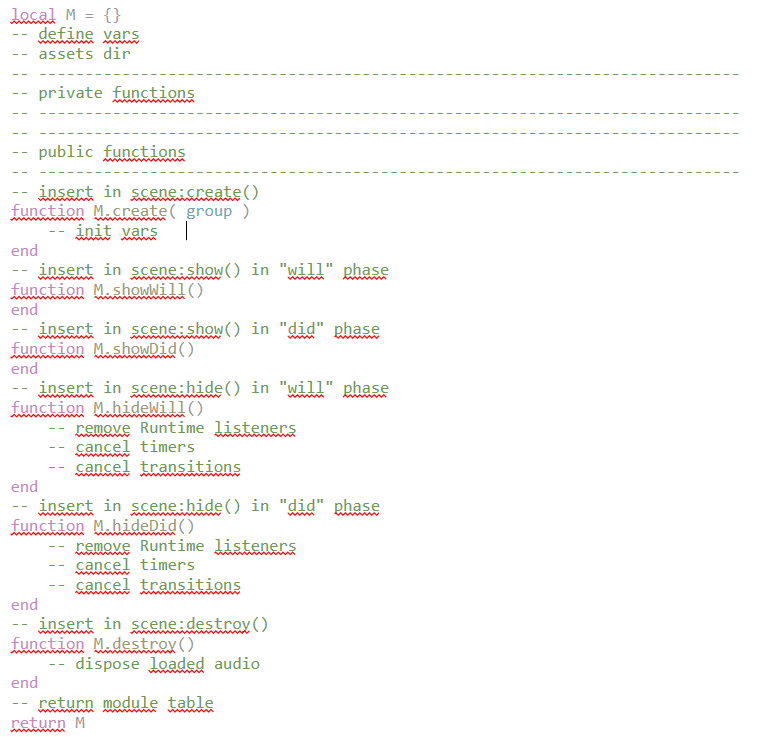 local M = {}
-- define vars
-- assets dir
-- ----------------------------------------------------------------------------
-- private functions
-- ----------------------------------------------------------------------------
-- ----------------------------------------------------------------------------
-- public functions
-- ----------------------------------------------------------------------------
-- insert in scene:create()
function M.create( group )
    -- init vars
end
-- insert in scene:show() in "will" phase
function M.showWill()
end
-- insert in scene:show() in "did" phase
function M.showDid()
end
-- insert in scene:hide() in "will" phase
function M.hideWill()
    -- remove Runtime listeners
    -- cancel timers
    -- cancel transitions
end
-- insert in scene:hide() in "did" phase
function M.hideDid()
    -- remove Runtime listeners
    -- cancel timers
    -- cancel transitions
end
-- insert in scene:destroy()
function M.destroy()
    -- dispose loaded audio
end
-- return module table
return M